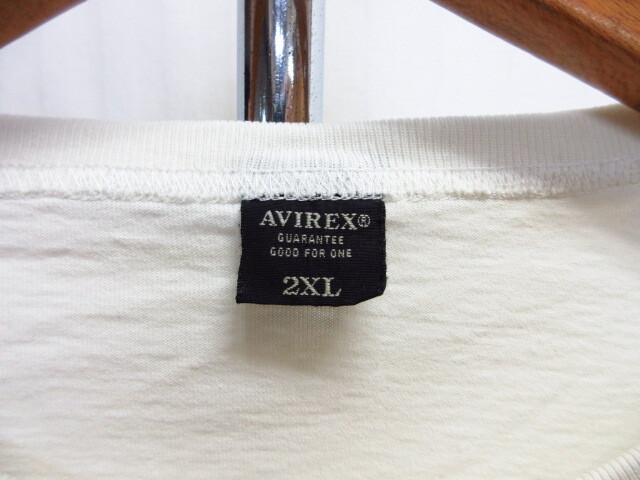 AVIREX®
GUARANTEE
GOOD FOR ONE
2XL